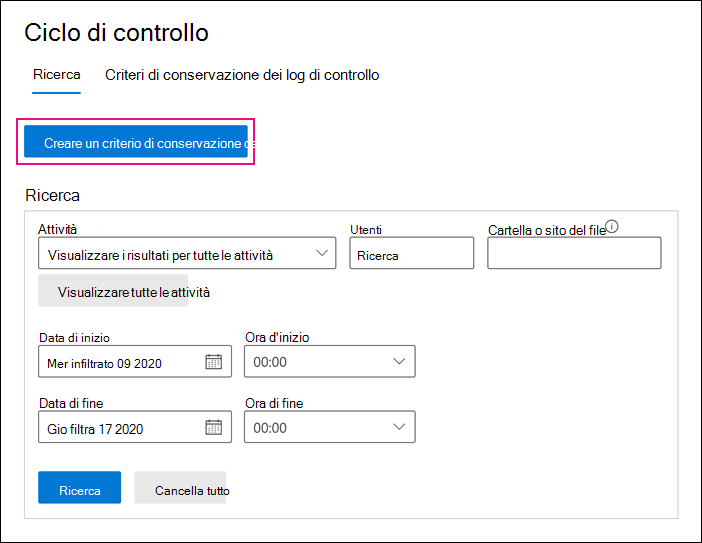 Ciclo di controllo
Ricerca Criteri di conservazione dei log di controllo
Creare un criterio di conservazione
Ricerca
Attività Utenti Cartella o sito del file
Visualizzare i risultati per tutte le attività Ricerca
Visualizzare tutte le attività
Data di inizio Ora d'inizio
Mer infiltrato 09 2020 00:00
Data di fine Ora di fine
Gio filtra 17 2020 00:00
Ricerca Cancella tutto